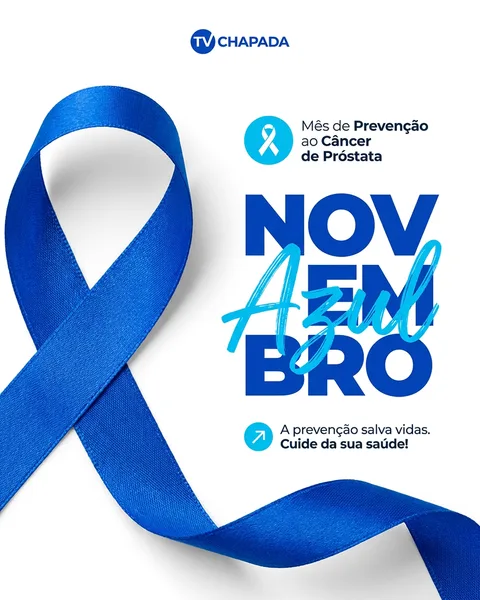 TV CHAPADA
Mês de Prevenção
ao Câncer
de Próstata
NOV
EM
BRO
Azul
A prevenção salva vidas.
Cuide da sua saúde!